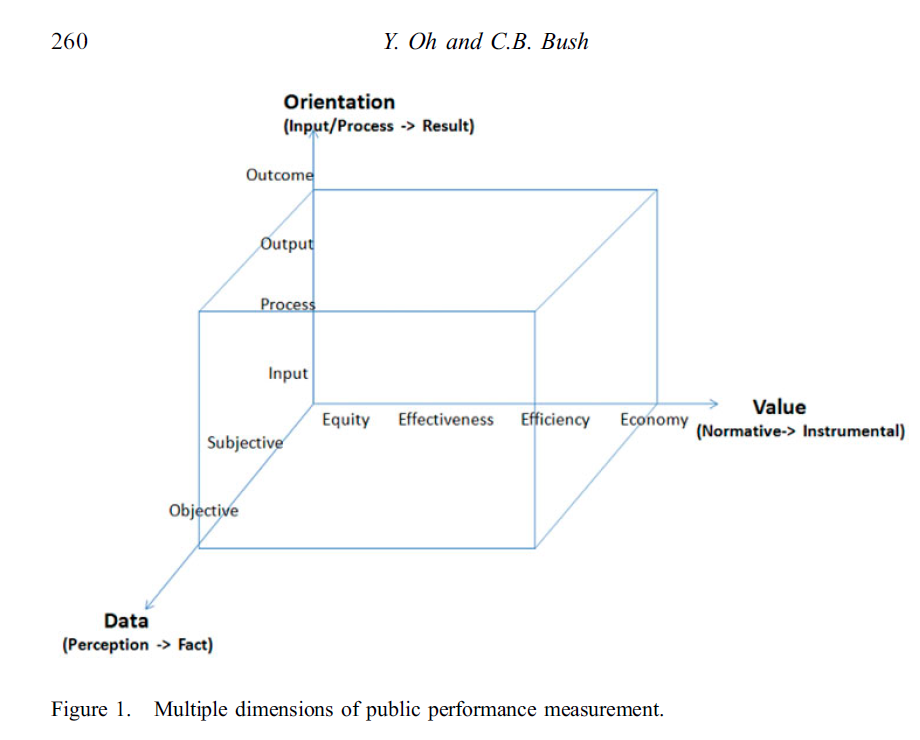 260
Y. Oh and C.B. Bush
Orientation
(Input/Process -> Result)
Outcome
Output
Process
Input
Equity
Effectiveness
Efficiency
Economy
Value
(Normative-> Instrumental)
Subjective
Objective
Data
(Perception -> Fact)
Figure 1. Multiple dimensions of public performance measurement.